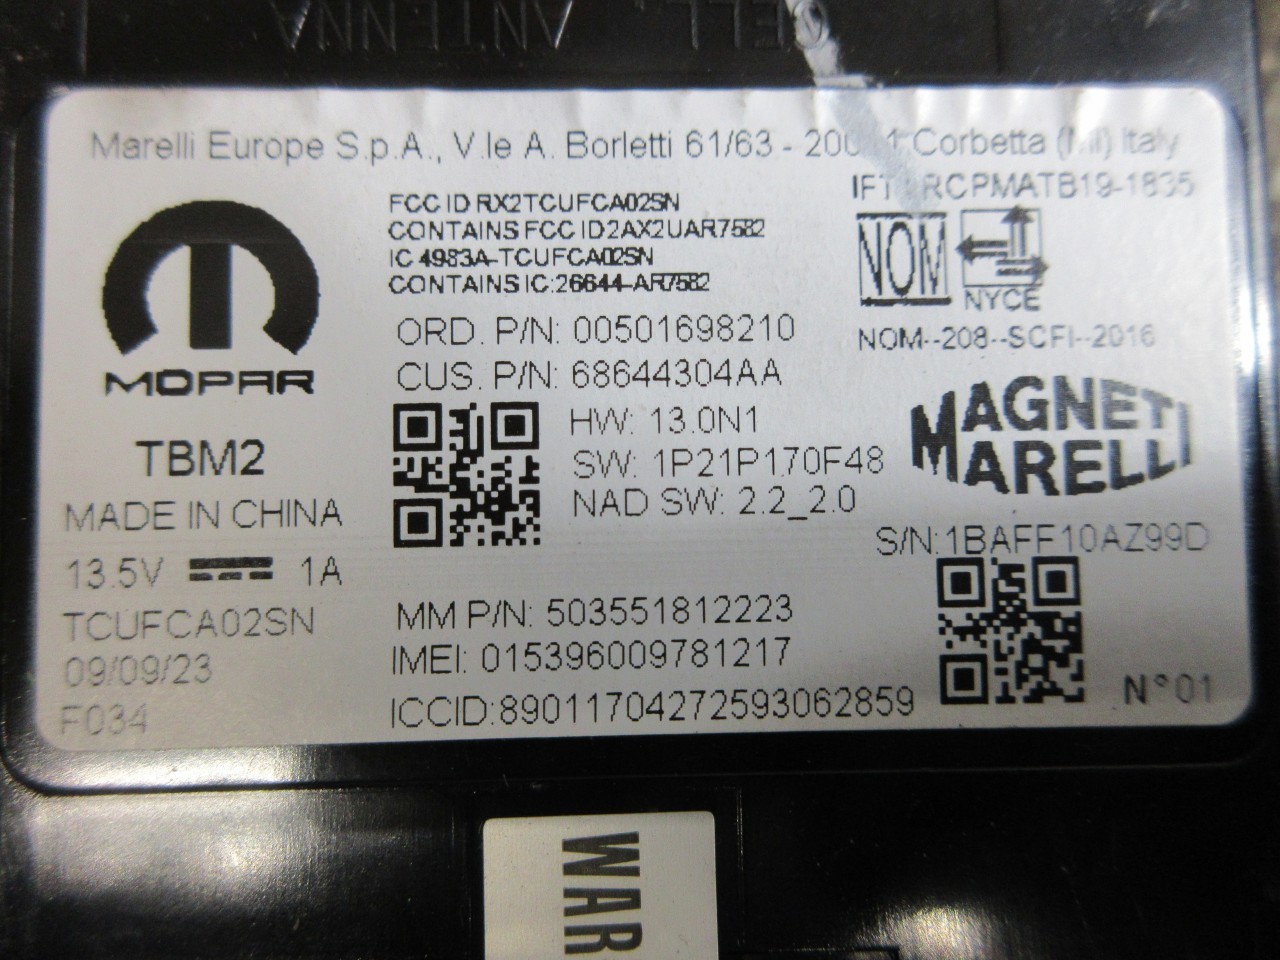 CELL. ANTENNA
Marelli Europe S.p.A., V.le A. Borletti 61/63 - Corbetta (Mi) Italy
RCPMATB19-1835
FCC ID RX2TCUFCA02SN
CONTAINS FCC ID2AX2UAR7582
IC 4983A-TCUFCA02SN
CONTAINS IC:26644-AR7582
NOM
NYCE
NOM--208--SCFI--2016
MOPAR
ORD. P/N: 00501698210
CUS. P/N: 68644304AA
HW: 13.0N1
SW: 1P21P170F48
NAD SW: 2.2_2.0
MAGNETI
MARELLI
TBM2
MADE IN CHINA
13.5V 1A
TCUFCA02SN
09/09/23
F034
S/N:1BAFF10AZ99D
MM P/N: 503551812223
IMEI: 015396009781217
ICCID:89011704272593062859
N°01
WAR